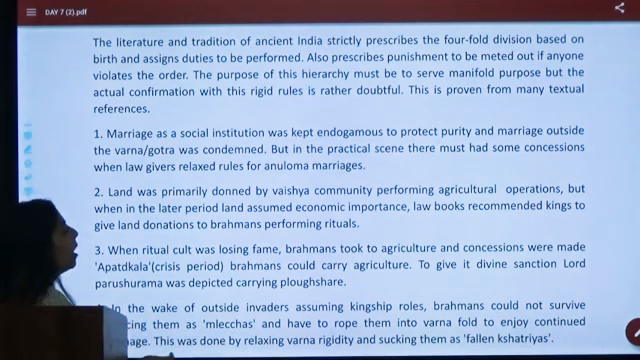 DAY 7 (2).pdf
The literature and tradition of ancient India strictly prescribes the four-fold division based on
birth and assigns duties to be performed. Also prescribes punishment to be meted out if anyone
violates the order. The purpose of this hierarchy must be to serve manifold purpose but the
actual confirmation with this rigid rules is rather doubtful. This is proven from many textual
references.
1. Marriage as a social institution was kept endogamous to protect purity and marriage outside
the varna/gotra was condemned. But in the practical scene there must had some concessions
when law givers relaxed rules for anuloma marriages.
2. Land was primarily donned by vaishya community performing agricultural operations, but
when in the later period land assumed economic importance, law books recommended kings to
give land donations to brahmans performing rituals.
3. When ritual cult was losing fame, brahmans took to agriculture and concessions were made
'Apatdkala'(crisis period) brahmans could carry agriculture. To give it divine sanction Lord
parushurama was depicted carrying ploughshare.
In the wake of outside invaders assuming kingship roles, brahmans could not survive
cing them as 'mlecchas' and have to rope them into varna fold to enjoy continued
age. This was done by relaxing varna rigidity and sucking them as 'fallen kshatriyas'.